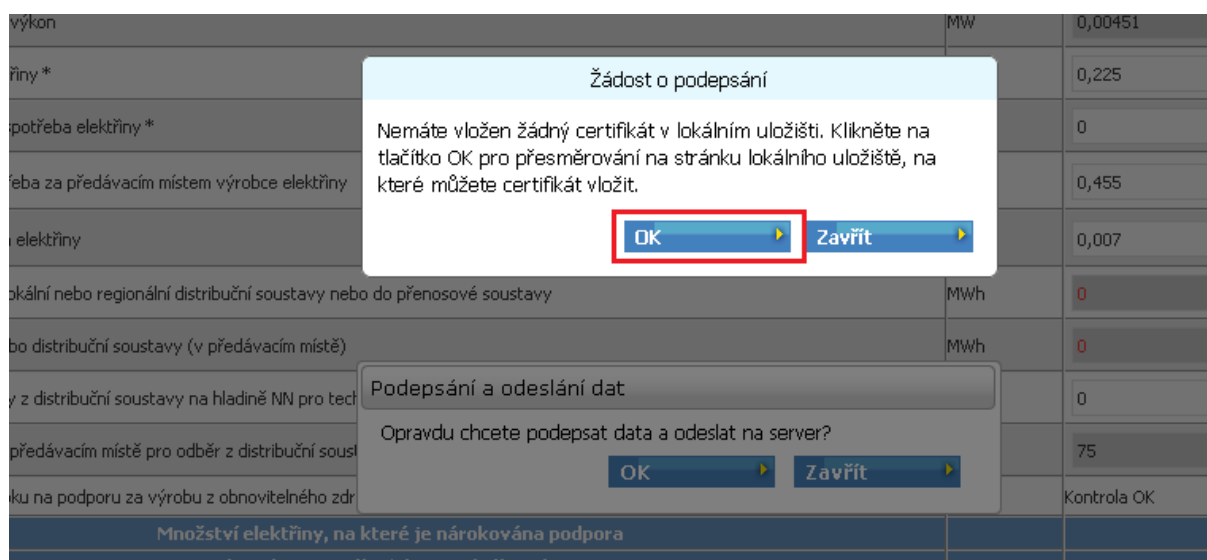 výkon MW 0,00451
řiny * 0,225
potřeba elektřiny * 0
řeba za předávacím místem výrobce elektřiny 0,455
elektřiny 0,007
Žádost o podepsání
Nemáte vložen žádný certifikát v lokálním uložišti. Klikněte na
tlačítko OK pro přesměrování na stránku lokálního uložiště, na
které můžete certifikát vložit.
OK Zavřít
okální nebo regionální distribuční soustavy nebo do přenosové soustavy MWh 0
bo distribuční soustavy (v předávacím místě) MWh 0
y z distribuční soustavy na hladině NN pro tech 0
předávacím místě pro odběr z distribuční soust 75
ku na podporu za výrobu z obnovitelného zdr Kontrola OK
Podepsání a odeslání dat
Opravdu chcete podepsat data a odeslat na server?
OK Zavřít
Množství elektřiny, na které je nárokována podpora